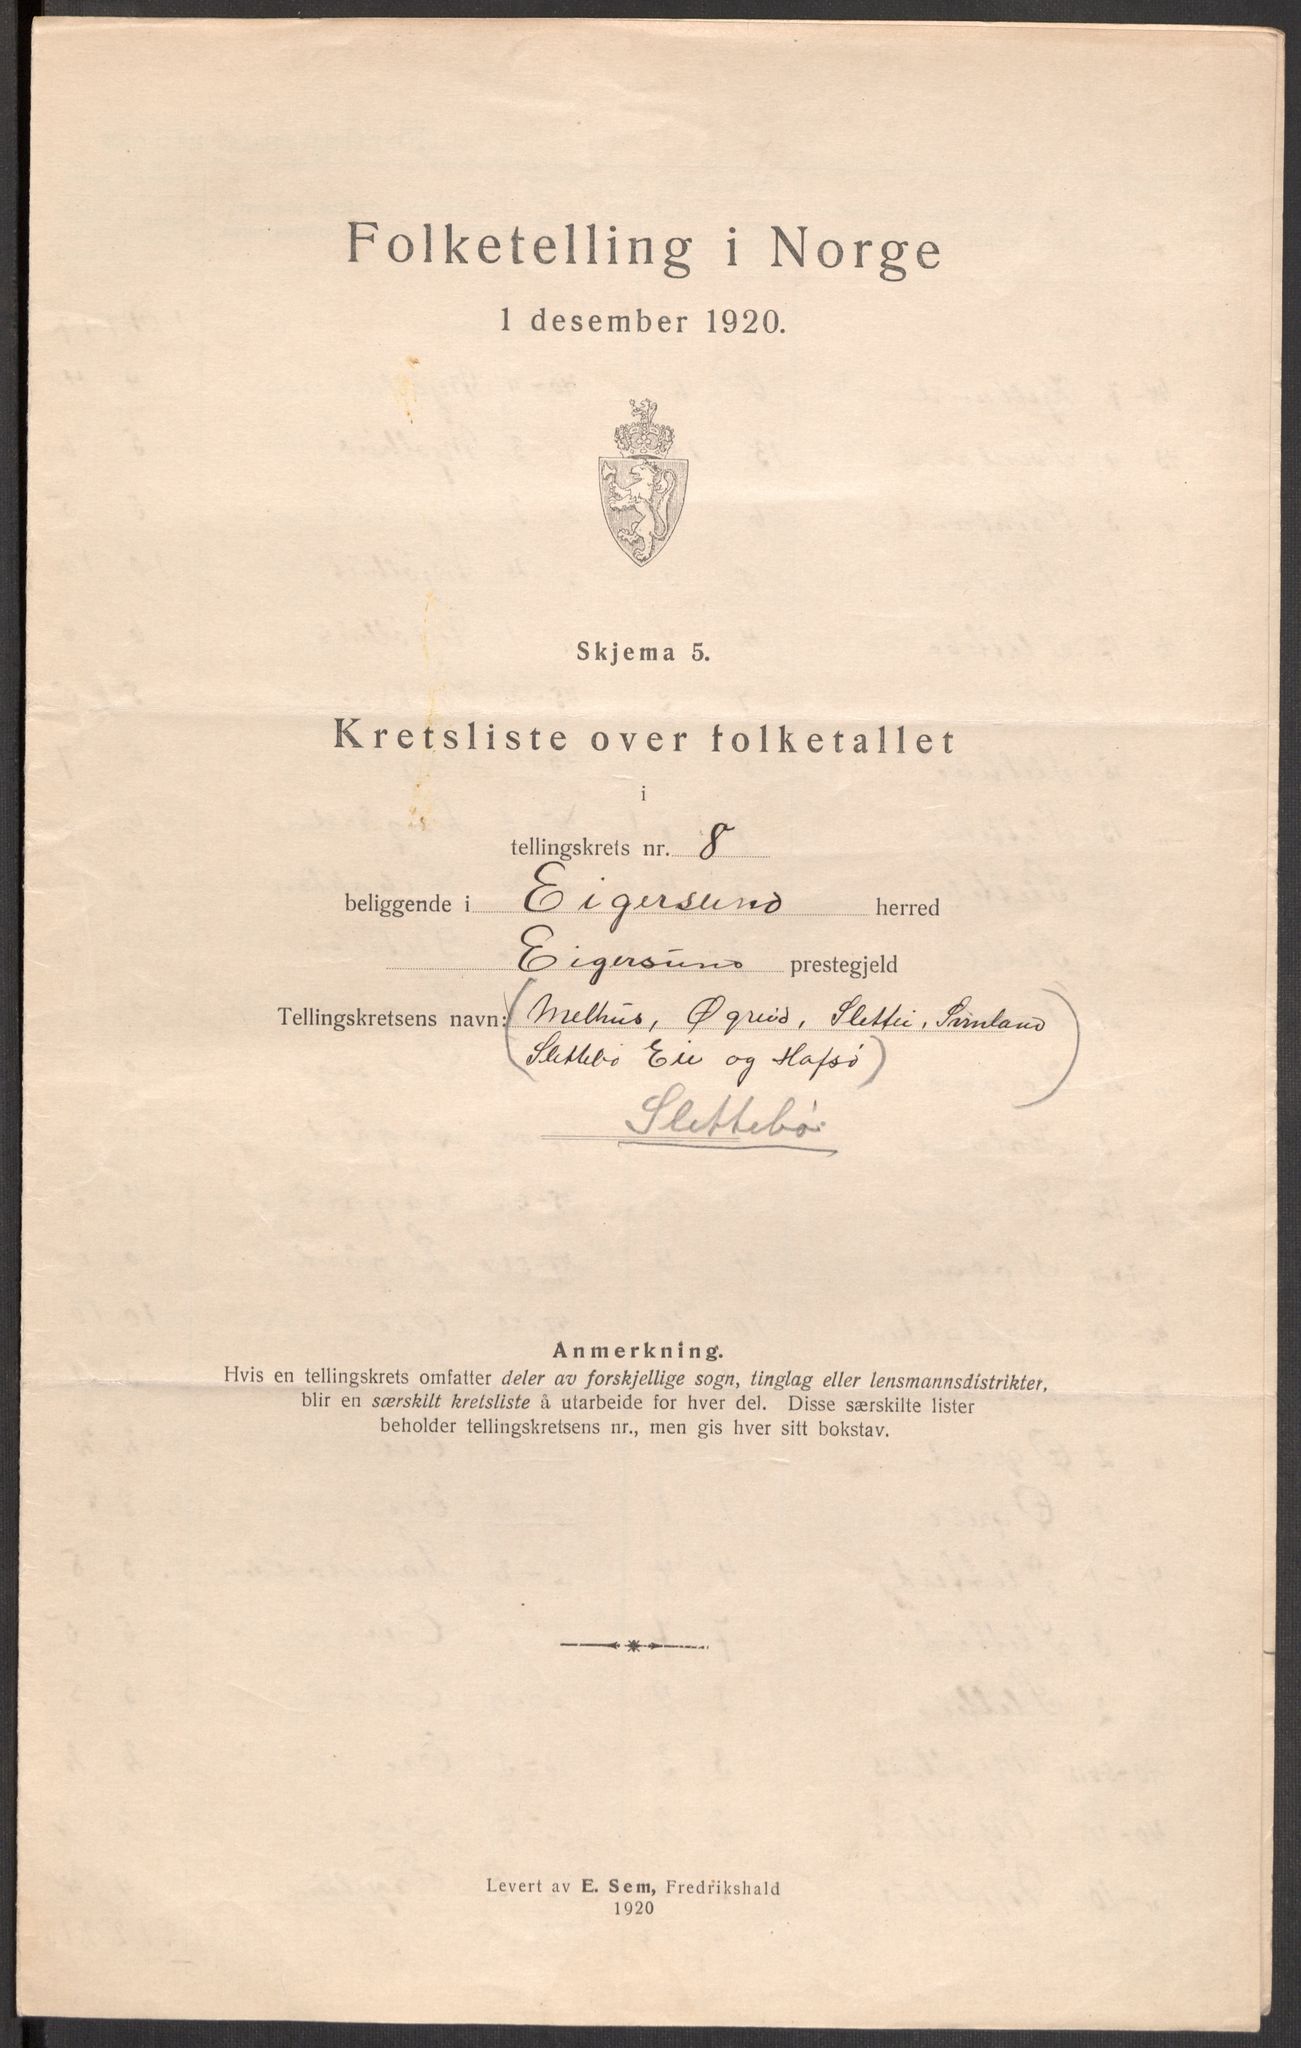 Folketelling i Norge
1 desember 1920.
Skjema 5.
Kretsliste over folketallet
i
tellingskrets nr. 8
beliggende i Eigersund herred
Eigersund prestegjeld
Tellingskretsens navn: (Melhus, Øgreid, Slettei, Svinland
Slettebø Eie og Hafsø)
Slettebø
Anmerkning.
Hvis en tellingskrets omfatter deler av forskjellige sogn, tinglag eller lensmannsdistrikter,
blir en særskilt kretsliste å utarbeide for hver del. Disse særskilte lister
beholder tellingskretsens nr., men gis hver sitt bokstav.
Levert av E. Sem, Fredrikshald
1920